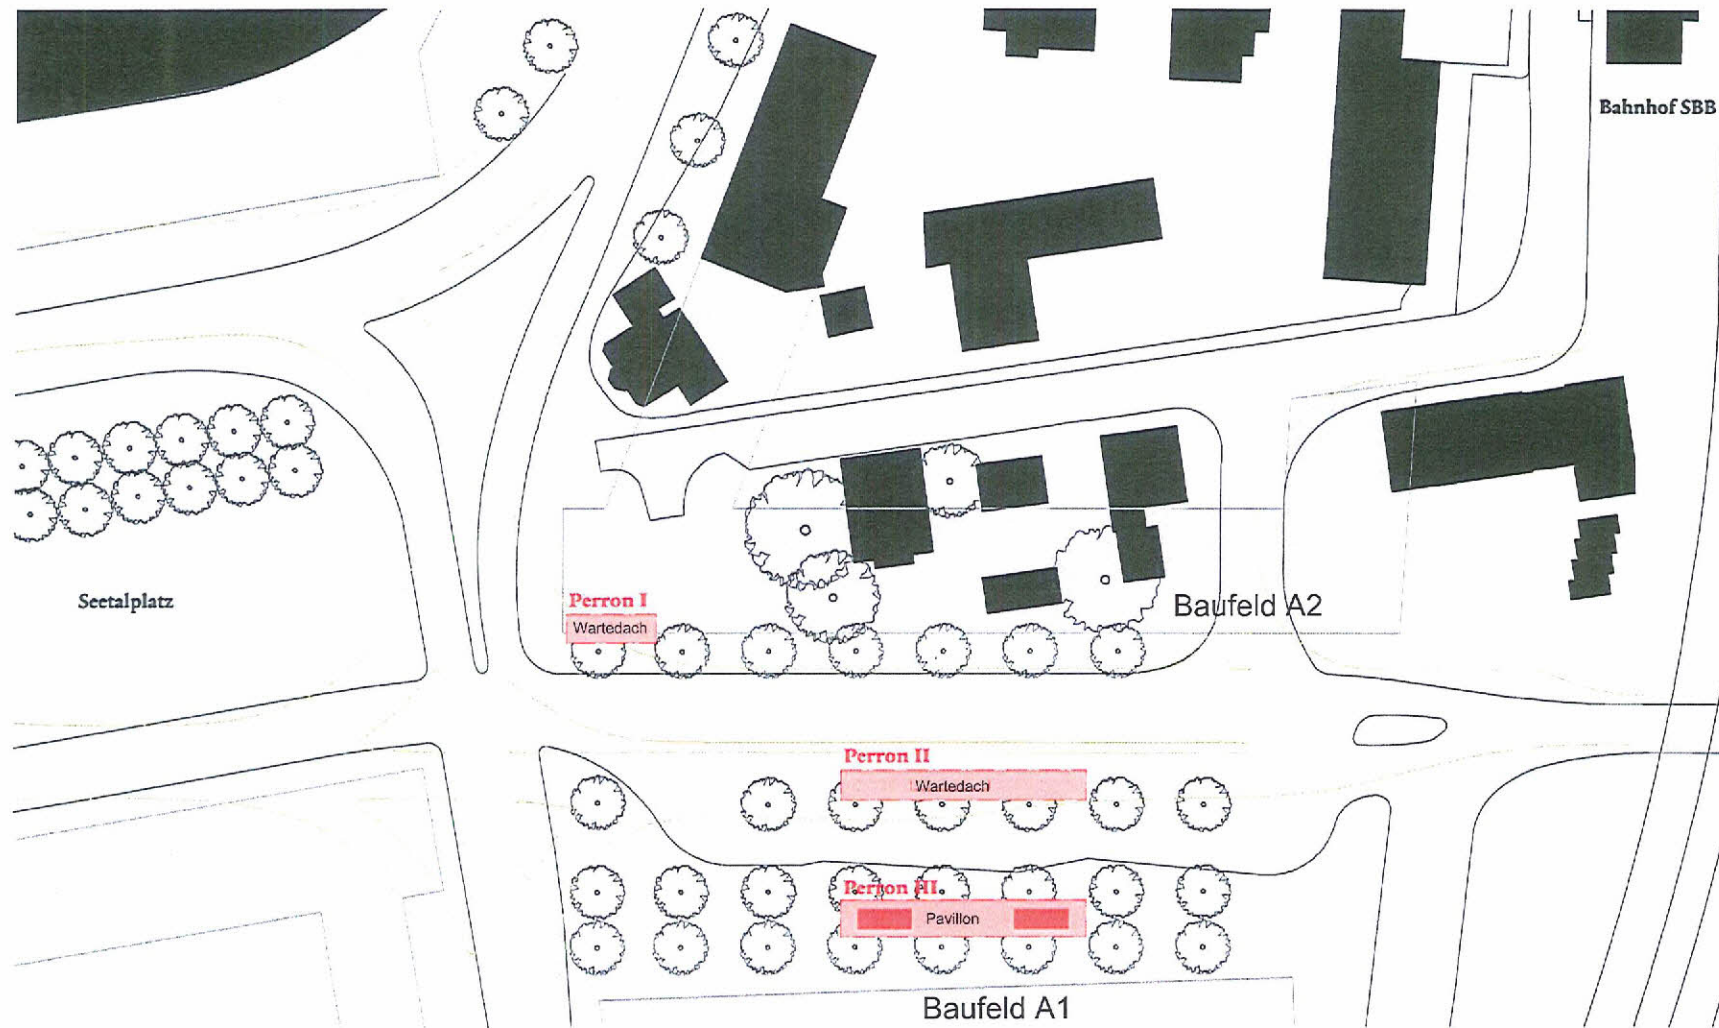 Bahnhof SBB
Seetalplatz
Perron I
Wartedach
Baufeld A2
Perron II
Wartedach
Perron III
Pavillon
Baufeld A1